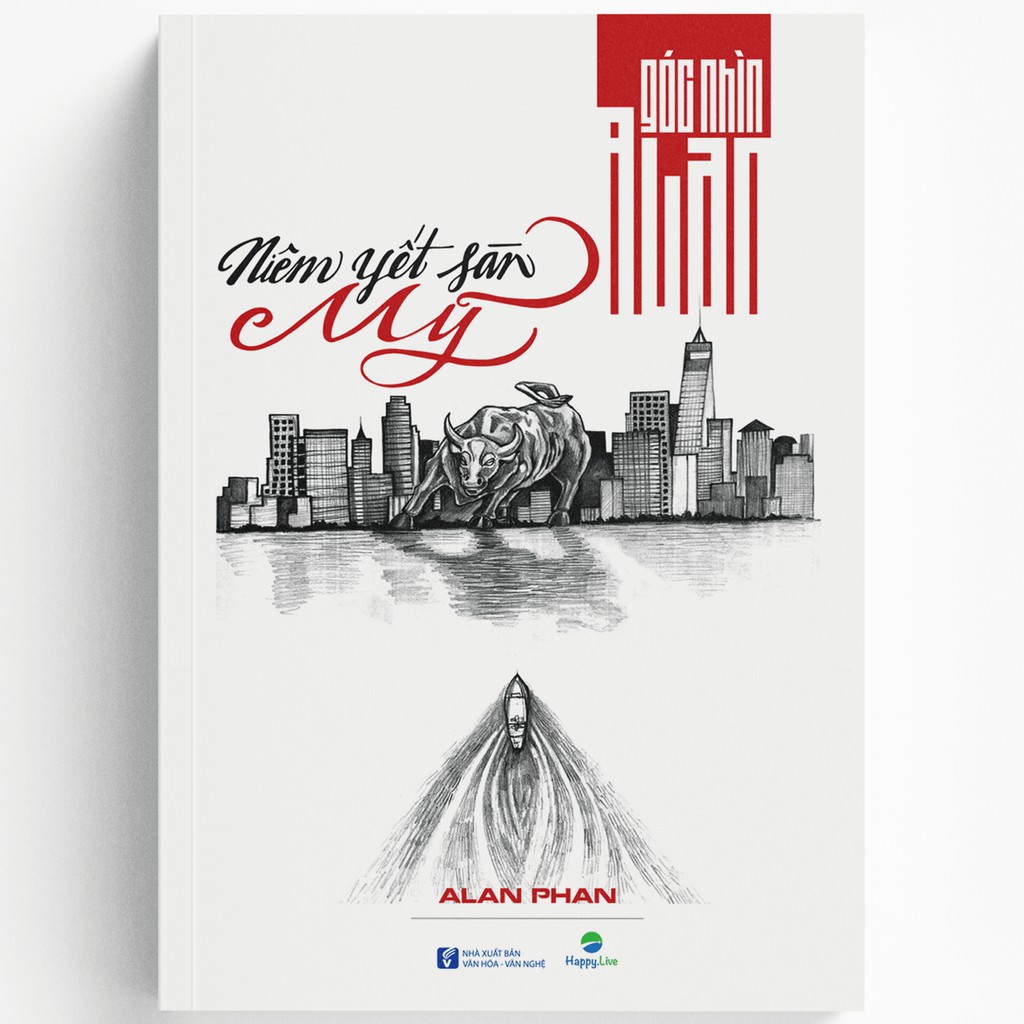 góc nhìn
alan
Niêm yết sàn
Mỹ
ALAN PHAN
NHÀ XUẤT BẢN
VĂN HÓA - VĂN NGHỆ
Happy.Live